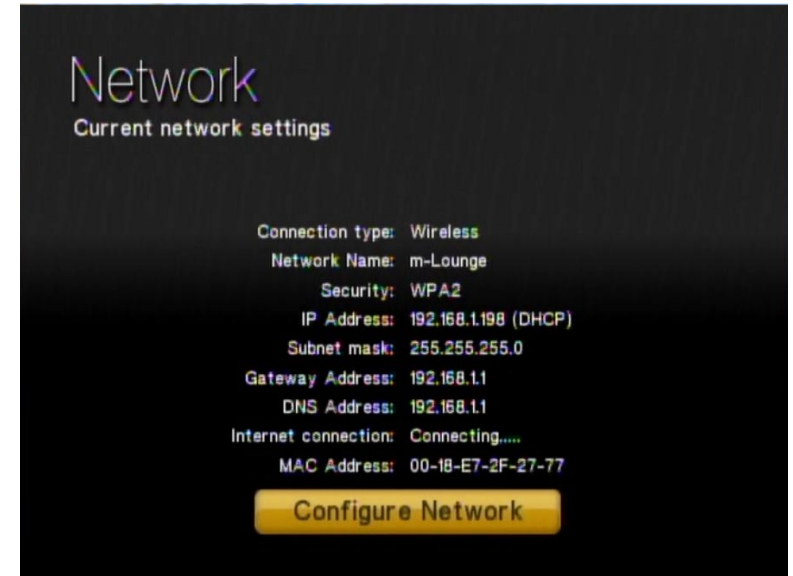 Network
Current network settings
Connection type: Wireless
Network Name: m-Lounge
Security: WPA2
IP Address: 192.168.1.198 (DHCP)
Subnet mask: 255.255.255.0
Gateway Address: 192.168.1.1
DNS Address: 192.168.1.1
Internet connection: Connecting.....
MAC Address: 00-18-E7-2F-27-77
Configure Network